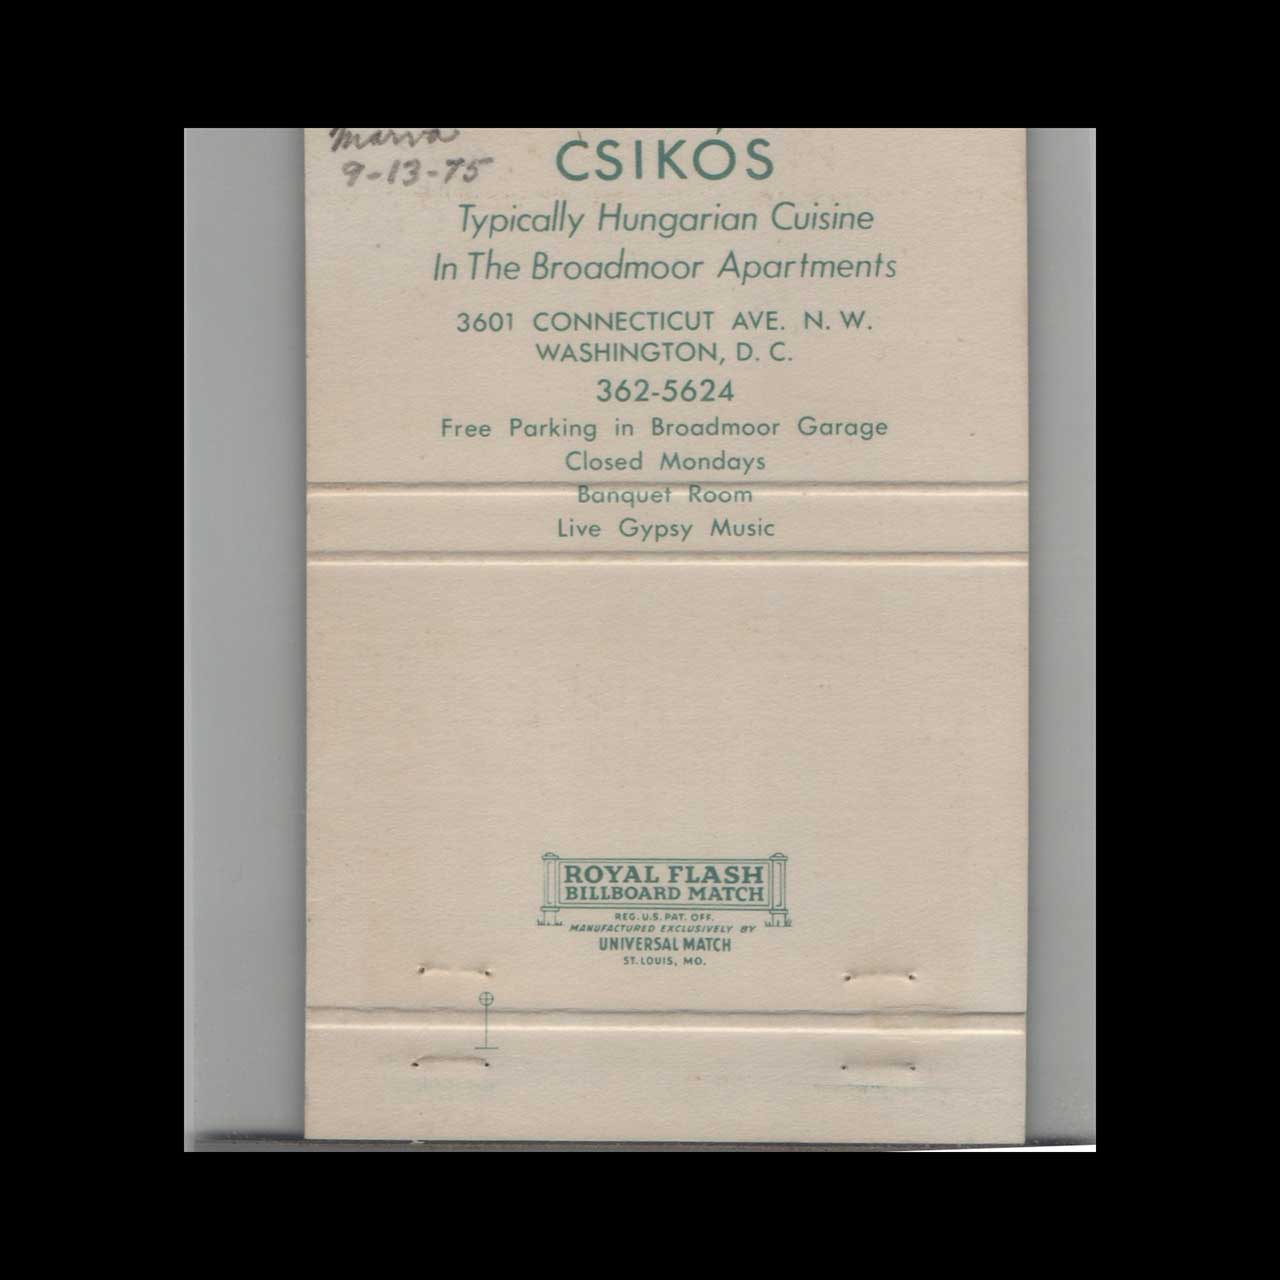 Marva
9-13-75
CSIKÓS
Typically Hungarian Cuisine
In The Broadmoor Apartments
3601 CONNECTICUT AVE. N. W.
WASHINGTON, D. C.
362-5624
Free Parking in Broadmoor Garage
Closed Mondays
Banquet Room
Live Gypsy Music
ROYAL FLASH
BILLBOARD MATCH
REG. U.S. PAT. OFF.
MANUFACTURED EXCLUSIVELY BY
UNIVERSAL MATCH
ST. LOUIS, MO.